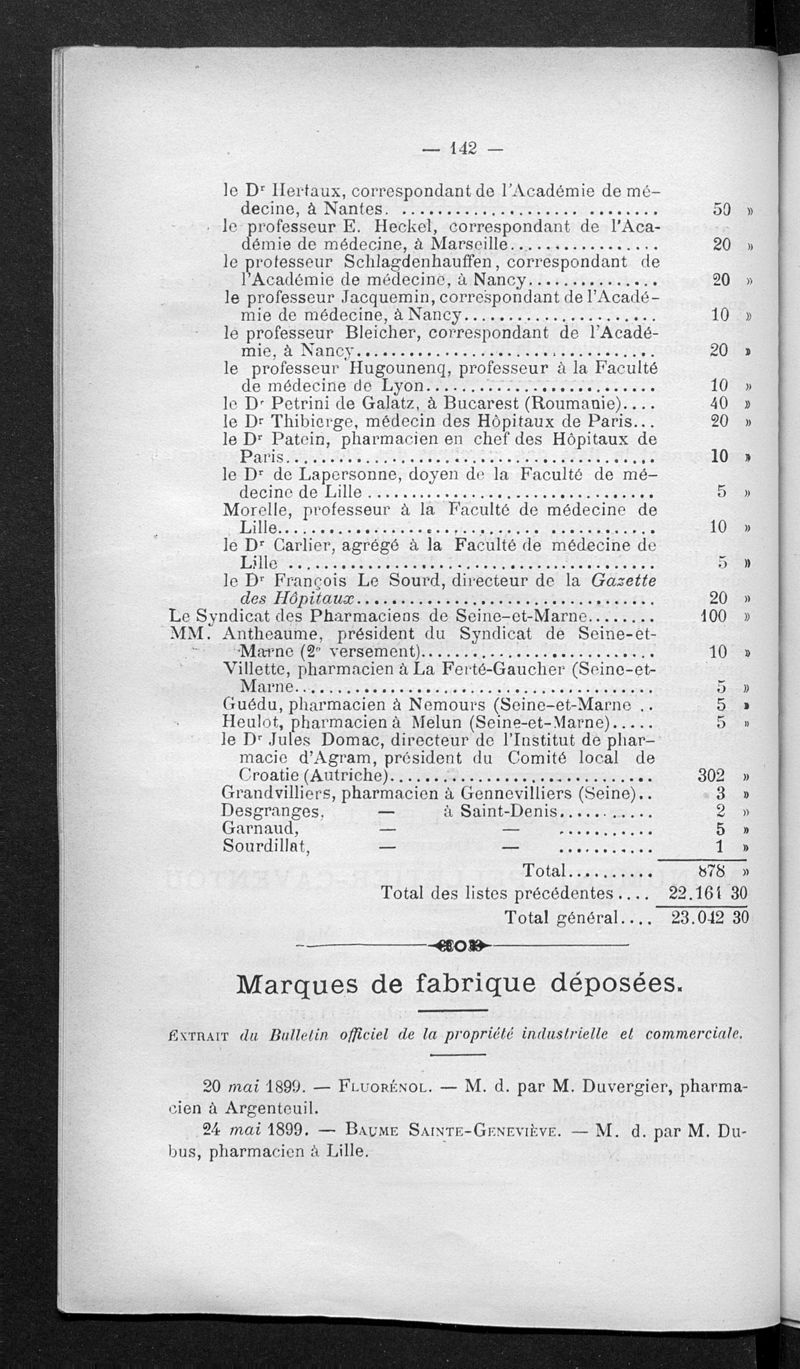 — 142 —
le Dr Hertaux, correspondant de l'Académie de mé-
decine, à Nantes. .......................... 50 »
le professeur E. Heckel, correspondant de l'Aca-
démie de médecine, à Marseille.................. 20 »
le professeur Schlagdenhauffen, correspondant de
l'Académie de médecine, à Nancy............... 20 »
le professeur Jacquemin, correspondant de l'Acadé-
mie de médecine, à Nancy...................... 10 »
le professeur Bleicher, correspondant de l'Acadé-
mie, à Nancy.................................. 20 »
le professeur Hugounenq, professeur à la Faculté
de médecine de Lyon.......................... 10 »
le Dr Petrini de Galatz, à Bucarest (Roumanie).... 40 »
le Dr Thibierge, médecin des Hôpitaux de Paris... 20 »
le Dr Patein, pharmacien en chef des Hôpitaux de
Paris.......................................... 10 »
le Dr de Lapersonne, doyen de la Faculté de mé-
decine de Lille ................................. 5 »
Morelle, professeur à la Faculté de médecine de
Lille........................................... 10 »
le Dr Carlier, agrégé à la Faculté de médecine de
Lille .......................................... 5 »
le Dr François Le Sourd, directeur de la Gazette
des Hôpitaux.................................. 20 »
Le Syndicat des Pharmaciens de Seine-et-Marne........ 100 »
MM. Antheaume, président du Syndicat de Seine-et-
Marne (2e versement).......................... 10 »
Villette, pharmacien à La Ferté-Gaucher (Seine-et-
Marne........................................ 5 »
Guédu, pharmacien à Nemours (Seine-et-Marne .. 5 »
Heulot, pharmacien à Melun (Seine-et-Marne)..... 5 »
le Dr Jules Domac, directeur de l'Institut de phar-
macie d'Agram, président du Comité local de
Croatie (Autriche)............................. 302 »
Grandvilliers, pharmacien à Gennevilliers (Seine).. 3 »
Desgranges, — à Saint-Denis........... 2 »
Garnaud, — — ........... 5 »
Sourdillat, — — ........... 1 »
Total.......... 878 »
Total des listes précédentes .... 22.164 30
Total général.... 23.042 30
Marques de fabrique déposées.
EXTRAIT du Bulletin officiel de la propriété industrielle et commerciale.
20 mai 1899. — FLUORÉNOL. — M. d. par M. Duvergier, pharma-
cien à Argenteuil.
24 mai 1899. — BAUME SAINTE-GENEVIÈVE. — M. d. par M. Du-
bus, pharmacien à Lille.